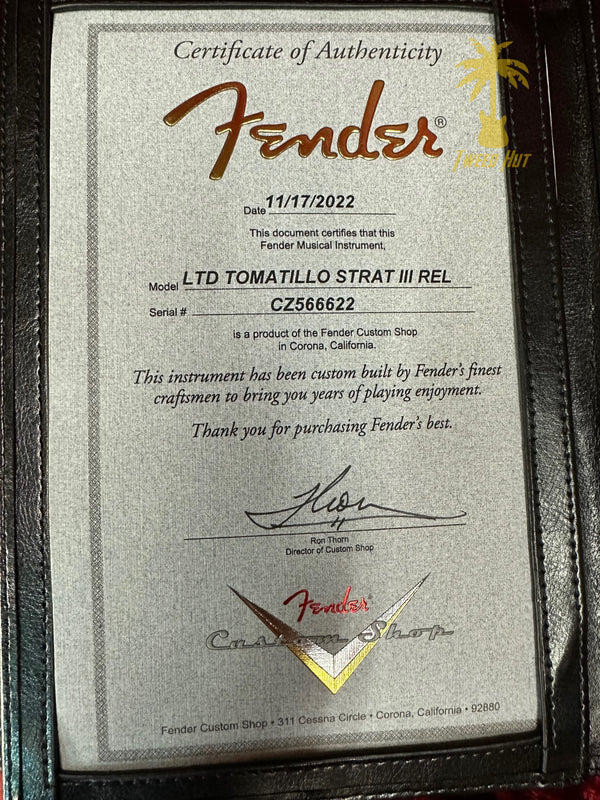 Certificate of Authenticity
Fender®
TWEED HUT
Date 11/17/2022
This document certifies that this
Fender Musical Instrument,
Model LTD TOMATILLO STRAT III REL
Serial # CZ566622
is a product of the Fender Custom Shop
in Corona, California.
This instrument has been custom built by Fender's finest
craftsmen to bring you years of playing enjoyment.
Thank you for purchasing Fender's best.
Ron Thorn
Director of Custom Shop
Fender®
Custom Shop
Fender Custom Shop • 311 Cessna Circle • Corona, California • 92880